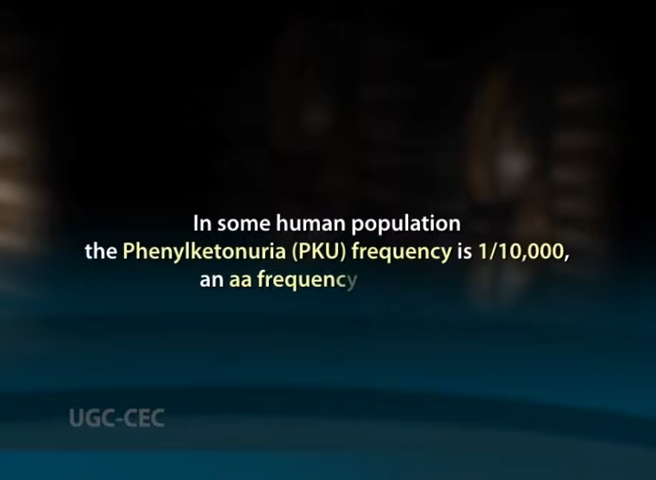 In some human population
the Phenylketonuria (PKU) frequency is 1/10,000,
an aa frequency
UGC-CEC